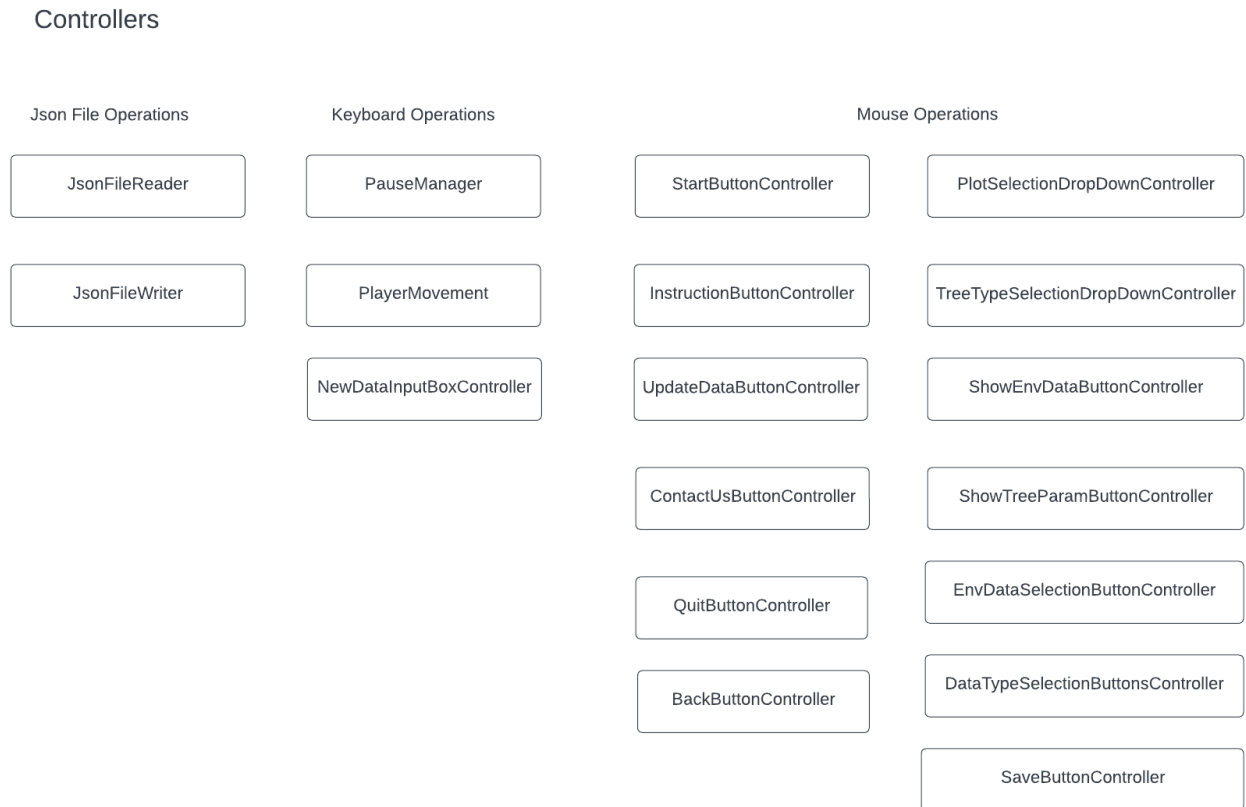 Controllers
Json File Operations
Keyboard Operations
Mouse Operations
JsonFileReader
PauseManager
StartButtonController
PlotSelectionDropDownController
JsonFileWriter
PlayerMovement
InstructionButtonController
TreeTypeSelectionDropDownController
NewDataInputBoxController
UpdateDataButtonController
ShowEnvDataButtonController
ContactUsButtonController
ShowTreeParamButtonController
EnvDataSelectionButtonController
QuitButtonController
DataTypeSelectionButtonsController
BackButtonController
SaveButtonController